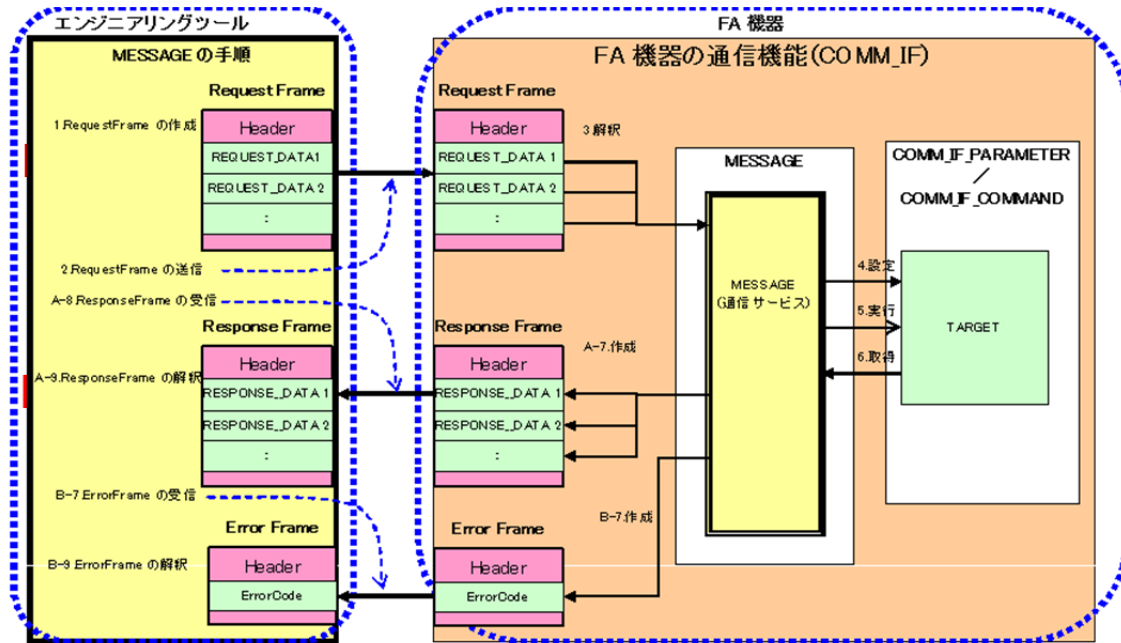 エンジニアリングツール
FA 機器
MESSAGE の手順
FA 機器の通信機能(COMM_IF)
Request Frame
Request Frame
1.RequestFrame の作成
Header
Header
3.解釈
REQUEST_DATA1
REQUEST_DATA 1
MESSAGE
COMM_IF_PARAMETER
／
COMM_IF_COMMAND
REQUEST_DATA 2
REQUEST_DATA 2
:
:
2.RequestFrame の送信
A-8.ResponseFrame の受信
MESSAGE
(通信サービス)
4.設定
5.実行
6.取得
TARGET
Response Frame
Response Frame
A-7.作成
Header
Header
A-9.ResponseFrame の解釈
RESPONSE_DATA 1
RESPONSE_DATA 1
RESPONSE_DATA 2
RESPONSE_DATA 2
:
:
B-7.ErrorFrame の受信
B-7.作成
Error Frame
Error Frame
B-9.ErrorFrame の解釈
Header
Header
ErrorCode
ErrorCode